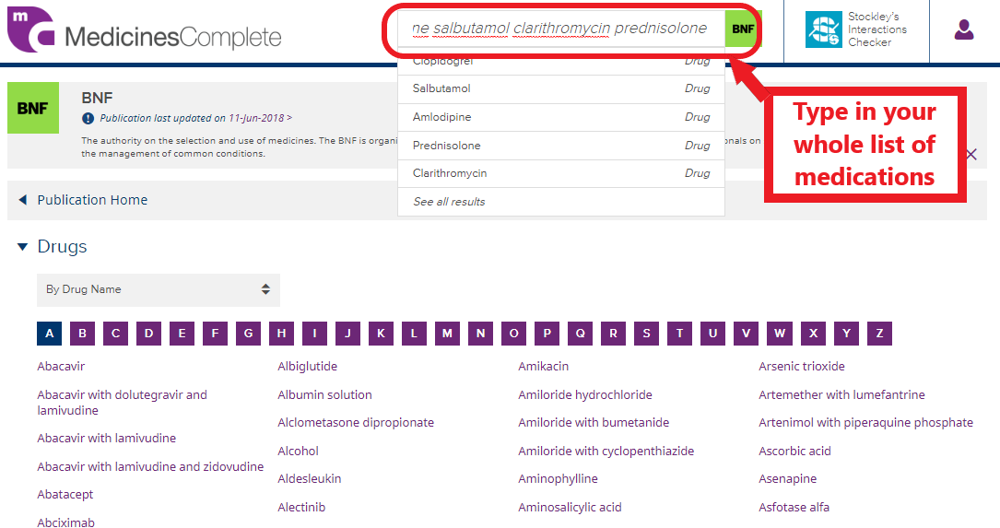 m
MedicinesComplete
ne salbutamol clarithromycin prednisolone
BNF
Stockley's
Interactions
Checker
Clopidogrel Drug
Salbutamol Drug
Amlodipine Drug
Prednisolone Drug
Clarithromycin Drug
See all results
Type in your
whole list of
medications
BNF
BNF
Publication last updated on 11-Jun-2018 >
The authority on the selection and use of medicines. The BNF is organi
onals on
the management of common conditions.
Publication Home
Drugs
By Drug Name
A B C D E F G H I J K L M N O P Q R S T U V W X Y Z
Abacavir Albiglutide Amikacin Arsenic trioxide
Abacavir with dolutegravir and Albumin solution Amiloride hydrochloride Artemether with lumefantrine
lamivudine Alclometasone dipropionate Amiloride with bumetanide Artenimol with piperaquine phosphate
Abacavir with lamivudine Alcohol Amiloride with cyclopenthiazide Ascorbic acid
Abacavir with lamivudine and zidovudine Aldesleukin Aminophylline Asenapine
Abatacept Alectinib Aminosalicylic acid Asfotase alfa
Abciximab